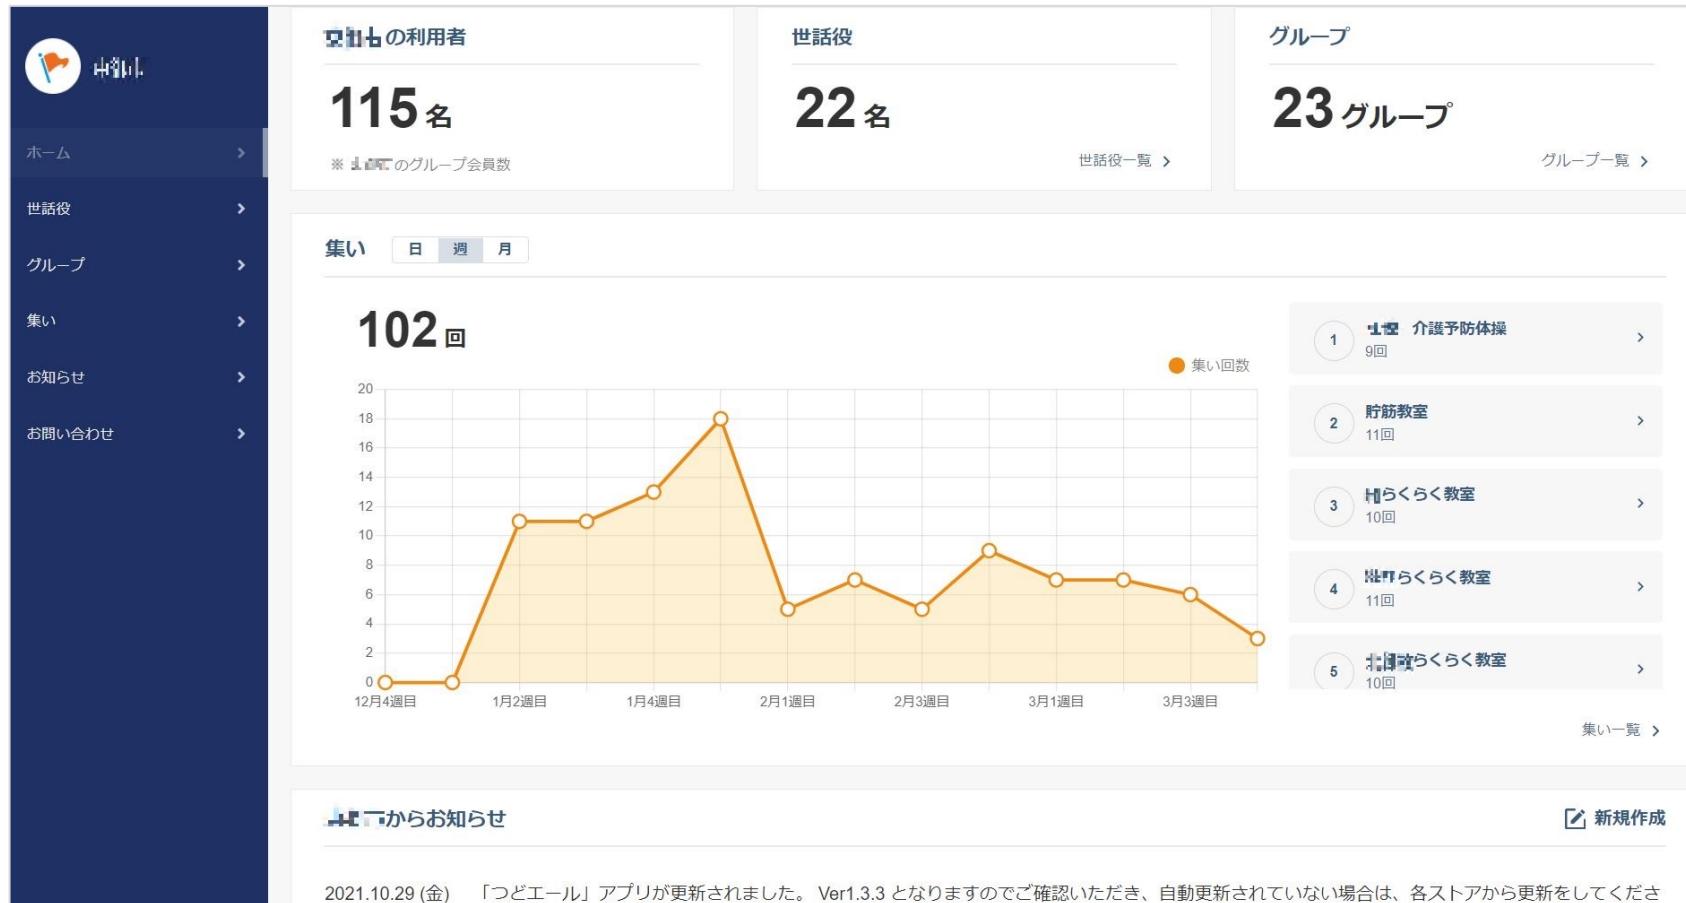 ホーム
世話役
グループ
集い
お知らせ
お問い合わせ
の利用者
115名
※ のグループ会員数
世話役
22名
世話役一覧
グループ
23グループ
グループ一覧
集い
日 週 月
102回
集い回数
20
18
16
14
12
10
8
6
4
2
0
12月4週目 1月2週目 1月4週目 2月1週目 2月3週目 3月1週目 3月3週目
1 介護予防体操
9回
2 貯筋教室
11回
3 らくらく教室
10回
4 らくらく教室
11回
5 らくらく教室
10回
集い一覧
からお知らせ
新規作成
2021.10.29 (金) 「つどエール」アプリが更新されました。 Ver1.3.3 となりますのでご確認いただき、自動更新されていない場合は、各ストアから更新をしてくださ